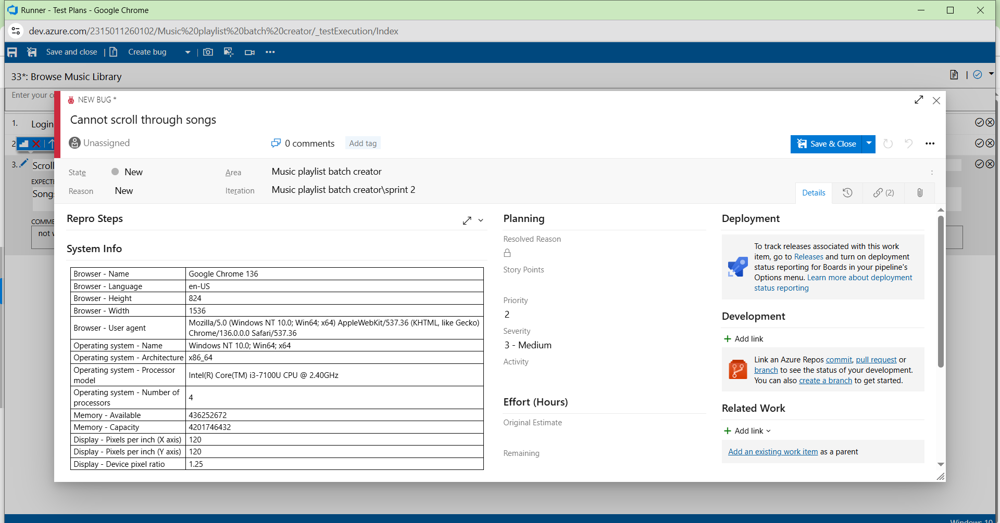 Runner - Test Plans - Google Chrome
dev.azure.com/2315011260102/Music%20playlist%20batch%20creator/_testExecution/Index
Save and close | Create bug |
33*: Browse Music Library
|
Enter your
NEW BUG *
Cannot scroll through songs
Unassigned
0 comments
Add tag
Save & Close
1. Login
2
3. Scroll
Songs
not
State
New
Area
Music playlist batch creator
Reason
New
Iteration
Music playlist batch creator\sprint 2
Details
(2)
Repro Steps
System Info
Browser - Name
Google Chrome 136
Browser - Language
en-US
Browser - Height
824
Browser - Width
1536
Browser - User agent
Mozilla/5.0 (Windows NT 10.0; Win64; x64) AppleWebKit/537.36 (KHTML, like Gecko)
Chrome/136.0.0.0 Safari/537.36
Operating system - Name
Windows NT 10.0; Win64; x64
Operating system - Architecture
x86_64
Operating system - Processor
model
Intel(R) Core(TM) i3-7100U CPU @ 2.40GHz
Operating system - Number of
processors
4
Memory - Available
436252672
Memory - Capacity
4201746432
Display - Pixels per inch (X axis)
120
Display - Pixels per inch (Y axis)
120
Display - Device pixel ratio
1.25
Planning
Resolved Reason
Story Points
Priority
2
Severity
3 - Medium
Activity
Effort (Hours)
Original Estimate
Remaining
Deployment
To track releases associated with this work
item, go to Releases and turn on deployment
status reporting for Boards in your pipeline's
Options menu. Learn more about deployment
status reporting
Development
Add link
Link an Azure Repos commit, pull request or
branch to see the status of your development.
You can also create a branch to get started.
Related Work
Add link
Add an existing work item as a parent
Windows 10